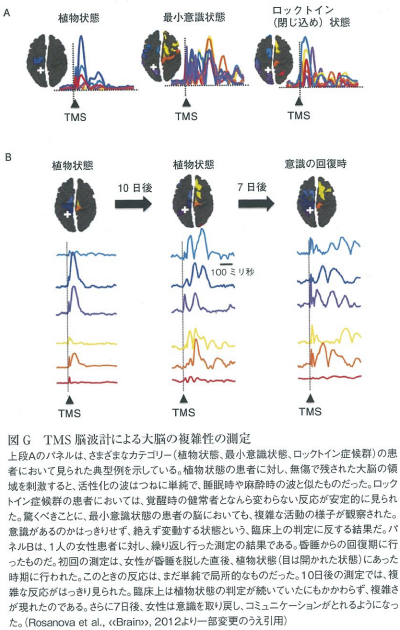 A
植物状態
最小意識状態
ロックトイン
(閉じ込め)状態
TMS
TMS
TMS
B
植物状態
10日後
植物状態
7日後
意識の回復時
100ミリ秒
TMS
TMS
TMS
図G TMS脳波計による大脳の複雑性の測定
上段Aのパネルは、さまざまなカテゴリー(植物状態、最小意識状態、ロックトイン症候群)の患
者において見られた典型例を示している。植物状態の患者に対し、無傷で残された大脳の領
域を刺激すると、活性化の波はつねに単純で、睡眠時や麻酔時の波と似たものだった。ロック
トイン症候群の患者においては、覚醒時の健常者となんら変わらない反応が安定的に見られ
た。驚くべきことに、最小意識状態の患者の脳においても、複雑な活動の様子が観察された。
意識があるのかはっきりせず、絶えず変動する状態という、臨床上の判定に反する結果だ。パ
ネルBは、1人の女性患者に対し、繰り返し行った測定の結果である。昏睡からの回復期に行
ったものだ。初回の測定では、女性が昏睡を脱した直後、植物状態(目は開かれた状態)にあった
時期に行われた。このときの反応は、まだ単純で局所的なものだった。10日後の測定では、複
雑な反応がはっきり見られた。臨床上は植物状態の判定が続いていたにもかかわらず、複雑さ
が現れたのである。さらに7日後、女性は意識を取り戻し、コミュニケーションがとれるようになっ
た。(Rosanova et al., «Brain», 2012より一部変更のうえ引用)